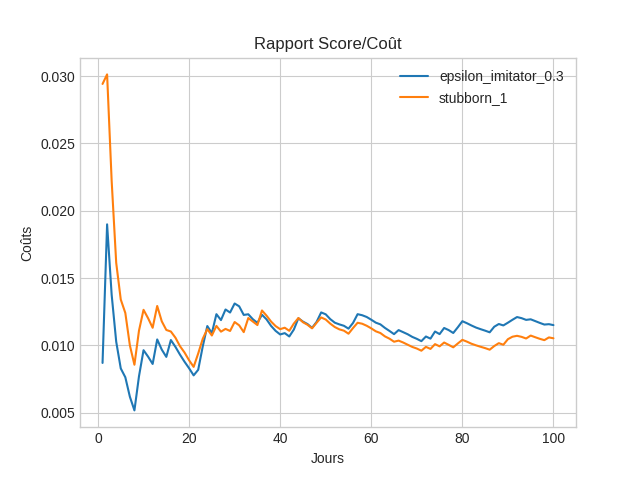 Rapport Score/Coût
epsilon_imitator_0.3
stubborn_1
0.030
0.025
0.020
0.015
0.010
0.005
Coûts
0 20 40 60 80 100
Jours